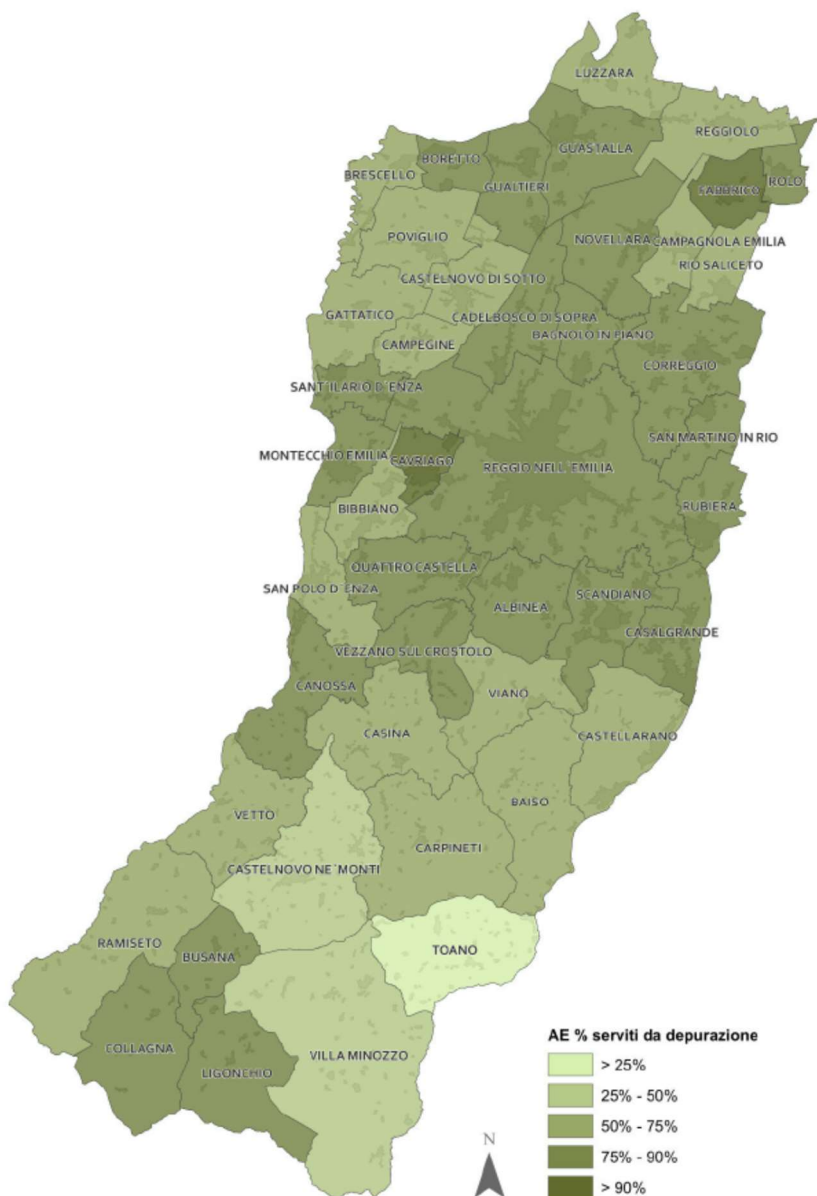 LUZZARA
REGGIOLO
GUASTALLA
BORETTO
BRESCELLO
GUALTIERI
FABBRICO
ROLO
POVIGLIO
NOVELLARA
CAMPAGNOLA EMILIA
RIO SALICETO
CASTELNOVO DI SOTTO
GATTATICO
CADELBOSCO DI SOPRA
BAGNOLO IN PIANO
CAMPEGINE
CORREGGIO
SANT'ILARIO D'ENZA
SAN MARTINO IN RIO
MONTECCHIO EMILIA
CAVRIAGO
REGGIO NELL'EMILIA
BIBBIANO
RUBIERA
QUATTRO CASTELLA
SAN POLO D'ENZA
ALBINEA
SCANDIANO
CASALGRANDE
VEZZANO SUL CROSTOLO
CANOSSA
VIANO
CASINA
CASTELLARANO
BAISO
VETTO
CARPINETI
CASTELNOVO NE'MONTI
RAMISETO
TOANO
BUSANA
COLLAGNA
VILLA MINOZZO
LIGONCHIO
AE % serviti da depurazione
> 25%
25% - 50%
50% - 75%
75% - 90%
> 90%
N